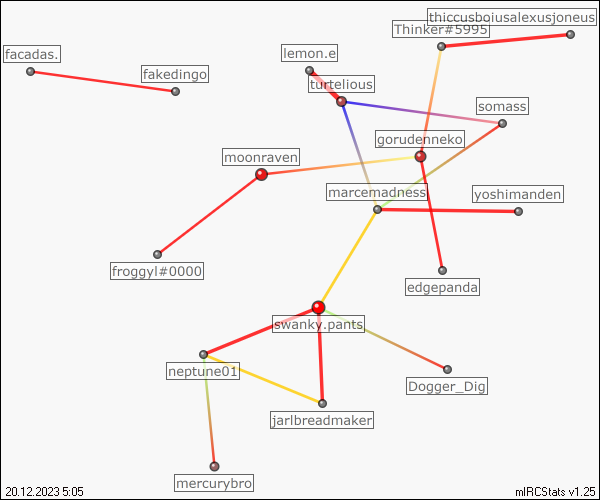 thiccusboiusalexusjoneus
Thinker#5995
facadas.
lemon.e
fakedingo
turtelious
somass
gorudenneko
moonraven
marcemadness
yoshimanden
froggyl#0000
edgepanda
swanky.pants
neptune01
Dogger_Dig
jarlbreadmaker
mercurybro
20.12.2023 5:05
mIRCStats v1.25